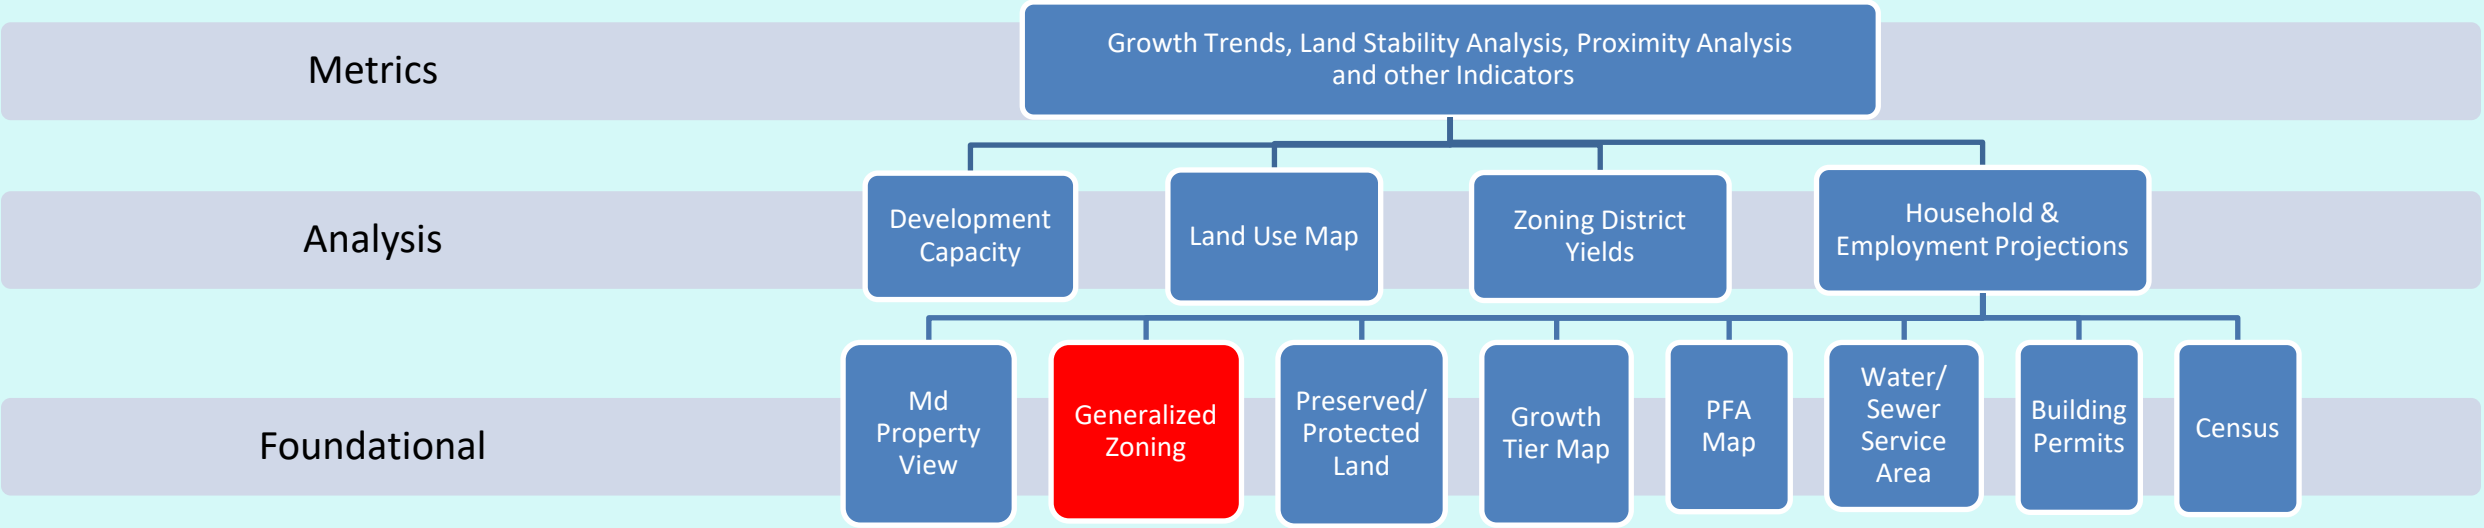 Metrics
Growth Trends, Land Stability Analysis, Proximity Analysis
and other Indicators
Analysis
Development
Capacity
Land Use Map
Zoning District
Yields
Household &
Employment Projections
Foundational
Md
Property
View
Generalized
Zoning
Preserved/
Protected
Land
Growth
Tier Map
PFA
Map
Water/
Sewer
Service
Area
Building
Permits
Census